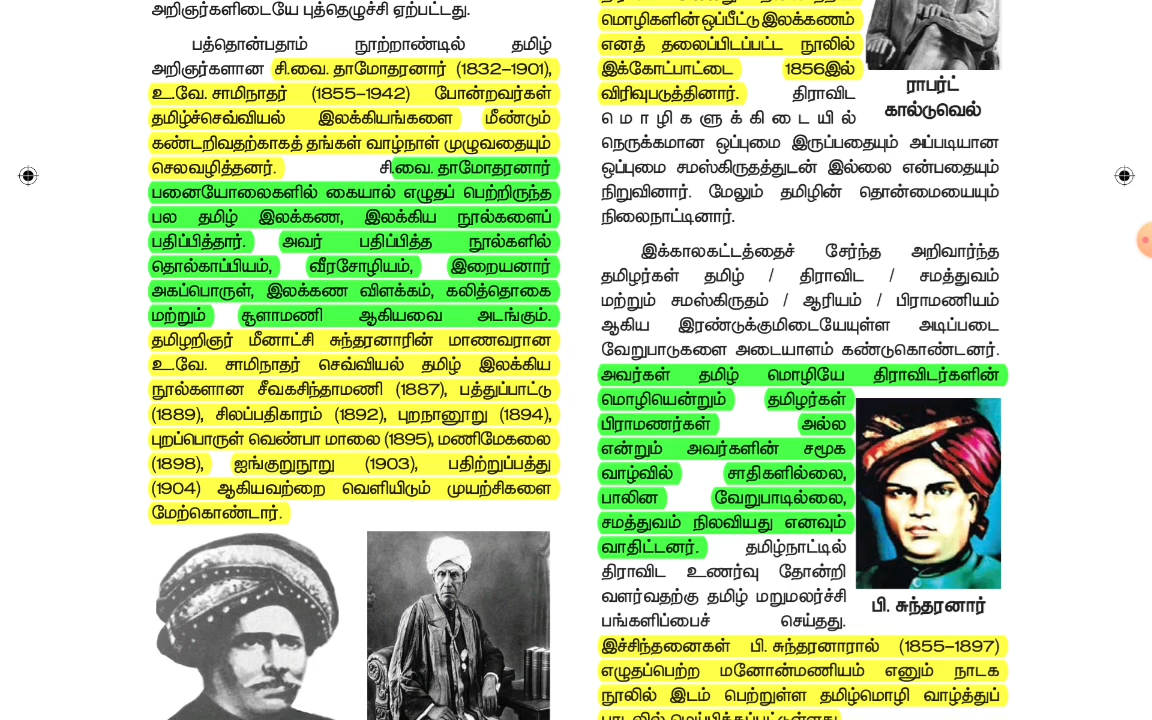 அறிஞர்களிடையே புத்தெழுச்சி ஏற்பட்டது.
பத்தொன்பதாம் நூற்றாண்டில் தமிழ்
அறிஞர்களான சி.வை. தாமோதரனார் (1832–1901),
உ.வே. சாமிநாதர் (1855–1942) போன்றவர்கள்
தமிழ்ச்செவ்வியல் இலக்கியங்களை மீண்டும்
கண்டறிவதற்காகத் தங்கள் வாழ்நாள் முழுவதையும்
செலவழித்தனர். சி.வை. தாமோதரனார்
பனையோலைகளில் கையால் எழுதப் பெற்றிருந்த
பல தமிழ் இலக்கண, இலக்கிய நூல்களைப்
பதிப்பித்தார். அவர் பதிப்பித்த நூல்களில்
தொல்காப்பியம், வீரசோழியம், இறையனார்
அகப்பொருள், இலக்கண விளக்கம், கலித்தொகை
மற்றும் சூளாமணி ஆகியவை அடங்கும்.
தமிழறிஞர் மீனாட்சி சுந்தரனாரின் மாணவரான
உ.வே. சாமிநாதர் செவ்வியல் தமிழ் இலக்கிய
நூல்களான சீவகசிந்தாமணி (1887), பத்துப்பாட்டு
(1889), சிலப்பதிகாரம் (1892), புறநானூறு (1894),
புறப்பொருள் வெண்பா மாலை (1895), மணிமேகலை
(1898), ஐங்குறுநூறு (1903), பதிற்றுப்பத்து
(1904) ஆகியவற்றை வெளியிடும் முயற்சிகளை
மேற்கொண்டார்.
மொழிகளின் ஒப்பீட்டு இலக்கணம்
எனத் தலைப்பிடப்பட்ட நூலில்
இக்கோட்பாட்டை 1856இல்
விரிவுபடுத்தினார். திராவிட
மொழிகளுக்கிடையில்
நெருக்கமான ஒப்புமை இருப்பதையும் அப்படியான
ஒப்புமை சமஸ்கிருதத்துடன் இல்லை என்பதையும்
நிறுவினார். மேலும் தமிழின் தொன்மையையும்
நிலைநாட்டினார்.
ராபர்ட்
கால்டுவெல்
இக்காலகட்டத்தைச் சேர்ந்த அறிவார்ந்த
தமிழர்கள் தமிழ் / திராவிட / சமத்துவம்
மற்றும் சமஸ்கிருதம் / ஆரியம் / பிராமணியம்
ஆகிய இரண்டுக்குமிடையேயுள்ள அடிப்படை
வேறுபாடுகளை அடையாளம் கண்டுகொண்டனர்.
அவர்கள் தமிழ் மொழியே திராவிடர்களின்
மொழியென்றும் தமிழர்கள்
பிராமணர்கள் அல்ல
என்றும் அவர்களின் சமூக
வாழ்வில் சாதிகளில்லை,
பாலின வேறுபாடில்லை,
சமத்துவம் நிலவியது எனவும்
வாதிட்டனர். தமிழ்நாட்டில்
திராவிட உணர்வு தோன்றி
வளர்வதற்கு தமிழ் மறுமலர்ச்சி
பங்களிப்பைச் செய்தது.
பி. சுந்தரனார்
இச்சிந்தனைகள் பி. சுந்தரனாரால் (1855–1897)
எழுதப்பெற்ற மனோன்மணியம் எனும் நாடக
நூலில் இடம் பெற்றுள்ள தமிழ்மொழி வாழ்த்துப்